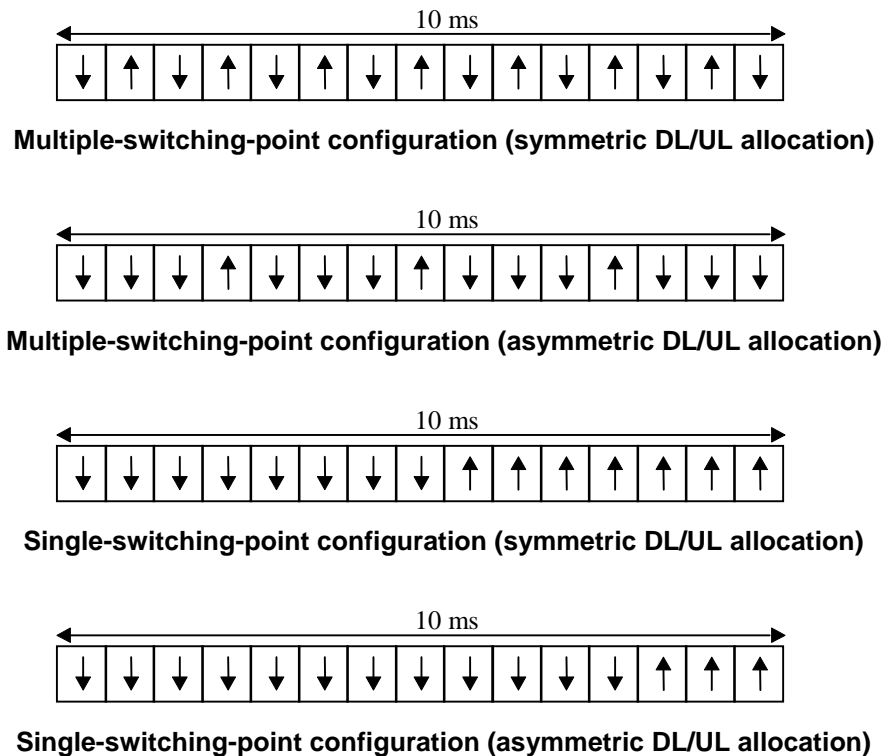 10 ms
Multiple-switching-point configuration (symmetric DL/UL allocation)
10 ms
Multiple-switching-point configuration (asymmetric DL/UL allocation)
10 ms
Single-switching-point configuration (symmetric DL/UL allocation)
10 ms
Single-switching-point configuration (asymmetric DL/UL allocation)